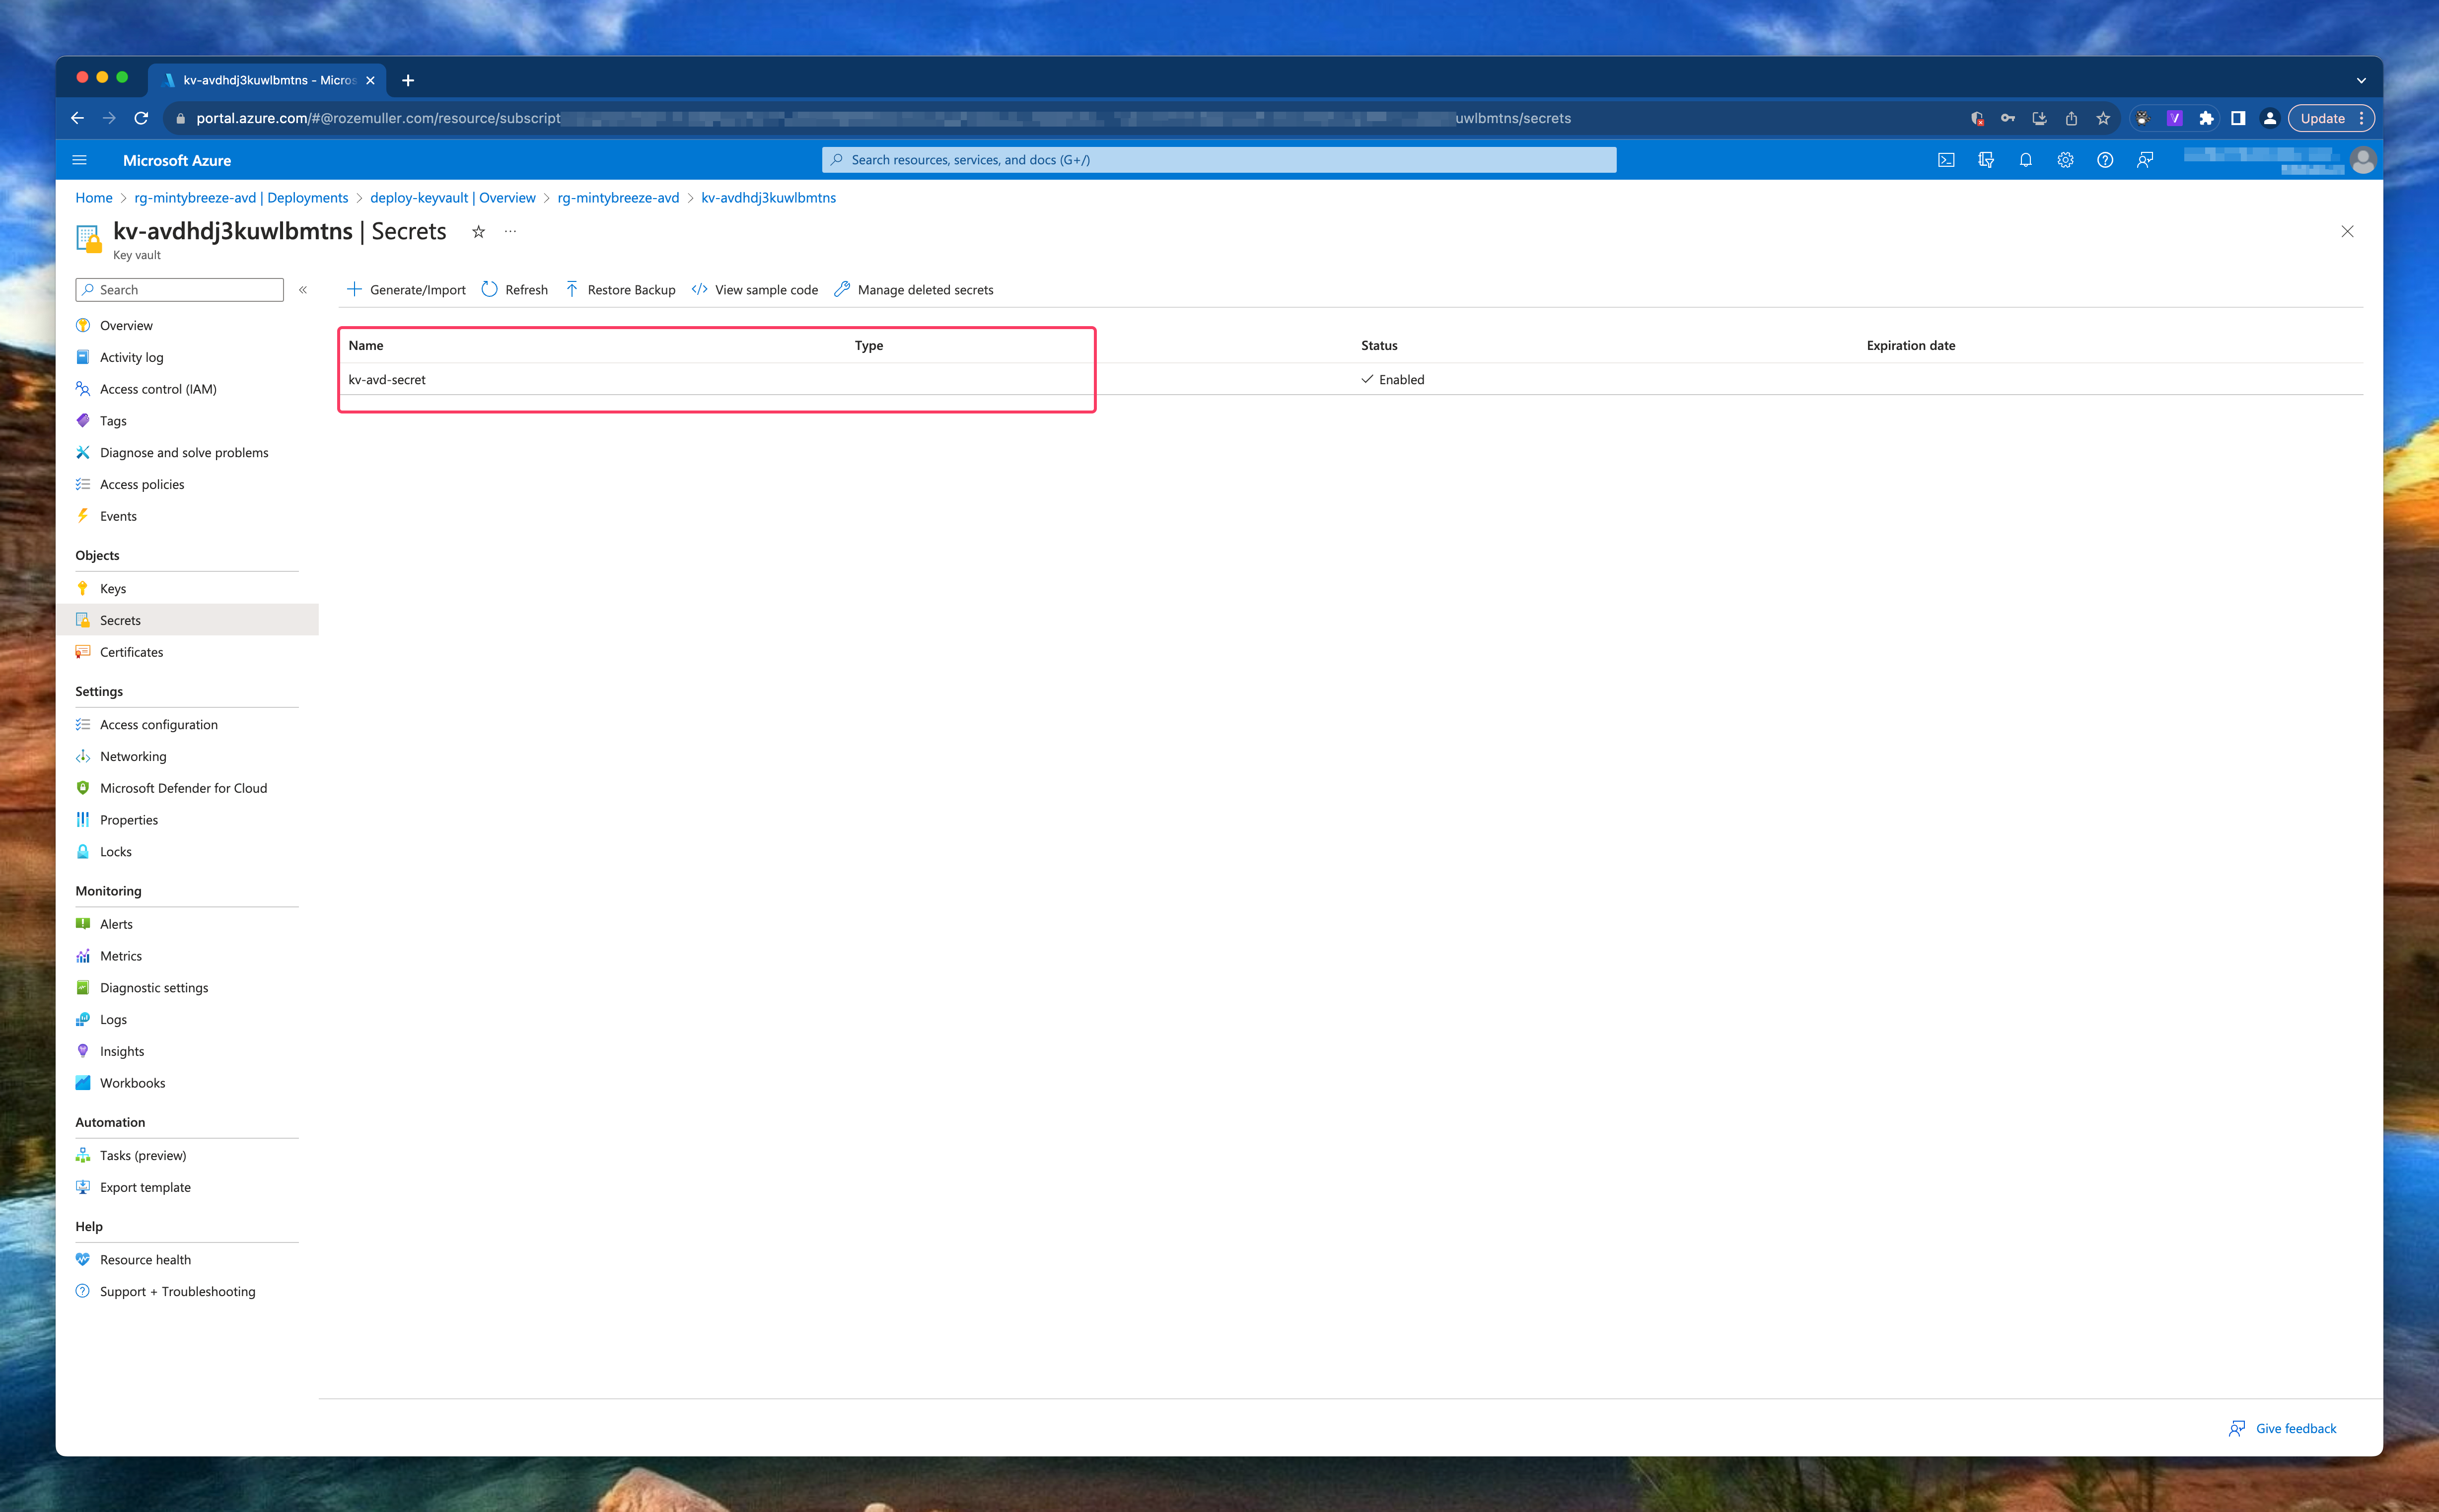 kv-avdhdj3kuwlbmtns - Micros
portal.azure.com/#@rozemuller.com/resource/subscript uwlbmtns/secrets
Update
Microsoft Azure
Search resources, services, and docs (G+/)
Home > rg-mintybreeze-avd | Deployments > deploy-keyvault | Overview > rg-mintybreeze-avd > kv-avdhdj3kuwlbmtns
kv-avdhdj3kuwlbmtns | Secrets
Key vault
Search
Generate/Import Refresh Restore Backup View sample code Manage deleted secrets
Name Type Status Expiration date
kv-avd-secret Enabled
Overview
Activity log
Access control (IAM)
Tags
Diagnose and solve problems
Access policies
Events
Objects
Keys
Secrets
Certificates
Settings
Access configuration
Networking
Microsoft Defender for Cloud
Properties
Locks
Monitoring
Alerts
Metrics
Diagnostic settings
Logs
Insights
Workbooks
Automation
Tasks (preview)
Export template
Help
Resource health
Support + Troubleshooting
Give feedback